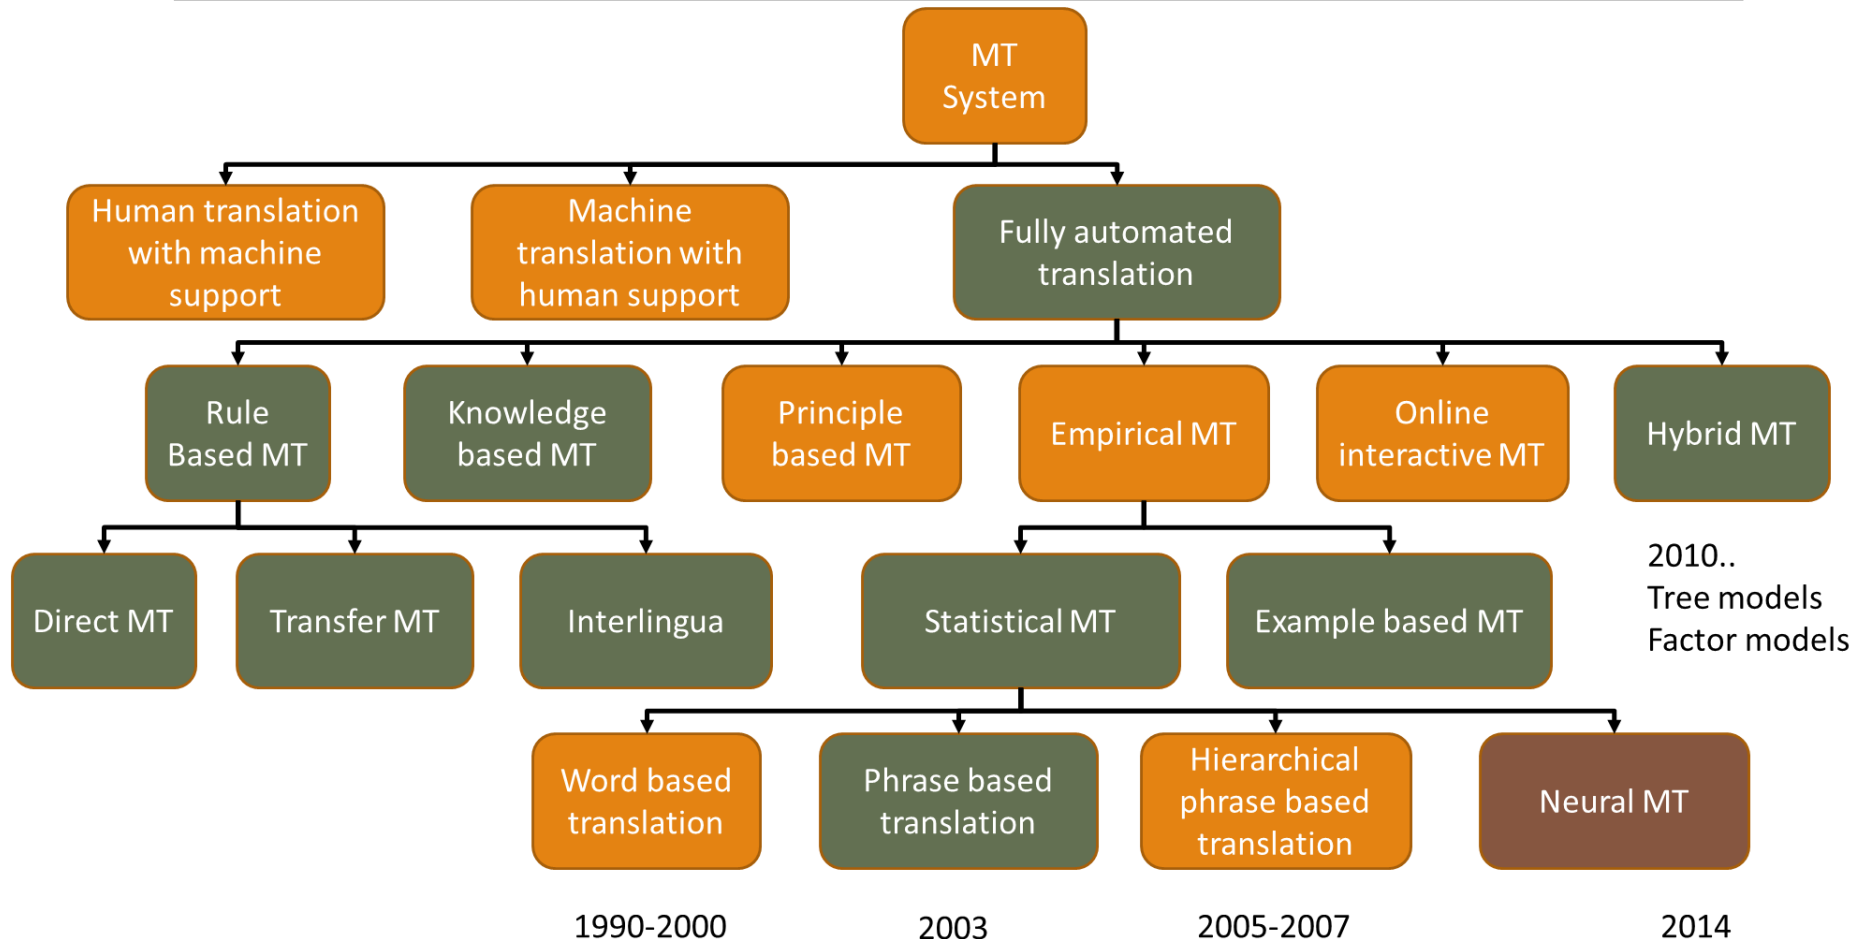 MT
System
Human translation
with machine
support
Machine
translation with
human support
Fully automated
translation
Rule
Based MT
Knowledge
based MT
Principle
based MT
Empirical MT
Online
interactive MT
Hybrid MT
Direct MT
Transfer MT
Interlingua
Statistical MT
Example based MT
2010..
Tree models
Factor models
Word based
translation
Phrase based
translation
Hierarchical
phrase based
translation
Neural MT
1990-2000
2003
2005-2007
2014